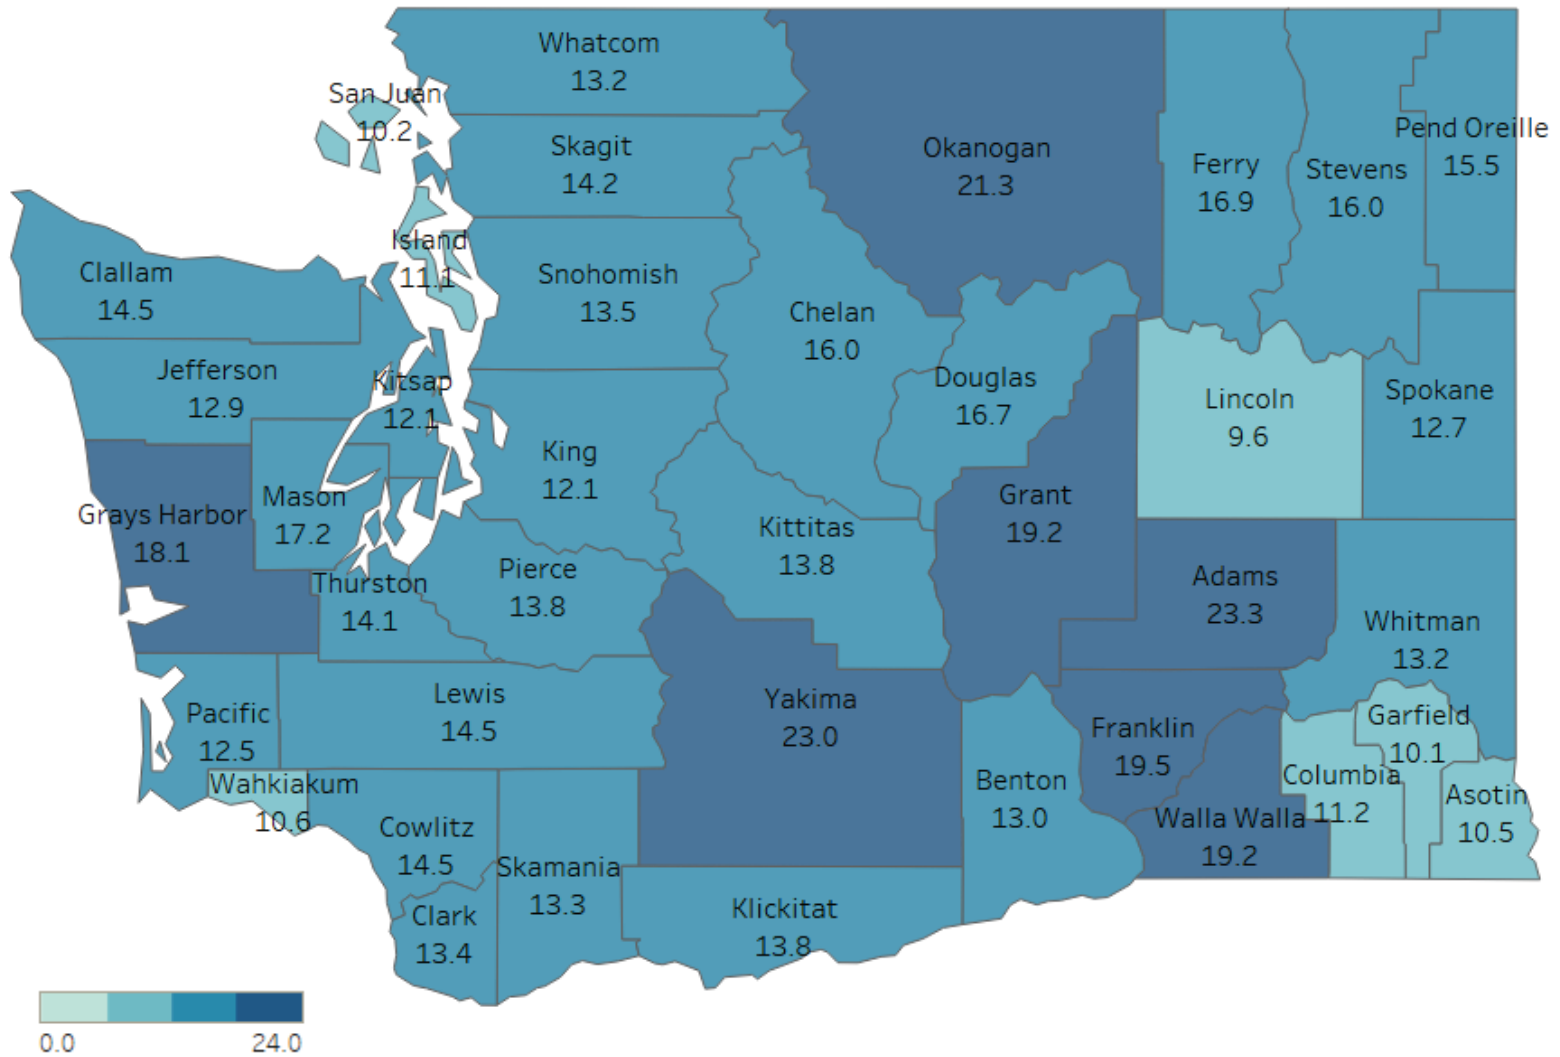 Whatcom
13.2
San Juan
10.2
Skagit
14.2
Okanogan
21.3
Ferry
16.9
Stevens
16.0
Pend Oreille
15.5
Island
11.1
Clallam
14.5
Snohomish
13.5
Chelan
16.0
Jefferson
12.9
Kitsap
12.1
Douglas
16.7
Lincoln
9.6
Spokane
12.7
King
12.1
Grays Harbor
18.1
Mason
17.2
Kittitas
13.8
Grant
19.2
Thurston
14.1
Pierce
13.8
Adams
23.3
Whitman
13.2
Pacific
12.5
Lewis
14.5
Yakima
23.0
Franklin
19.5
Garfield
10.1
Wahkiakum
10.6
Benton
13.0
Columbia
11.2
Asotin
10.5
Cowlitz
14.5
Walla Walla
19.2
Skamania
13.3
Clark
13.4
Klickitat
13.8
0.0 24.0